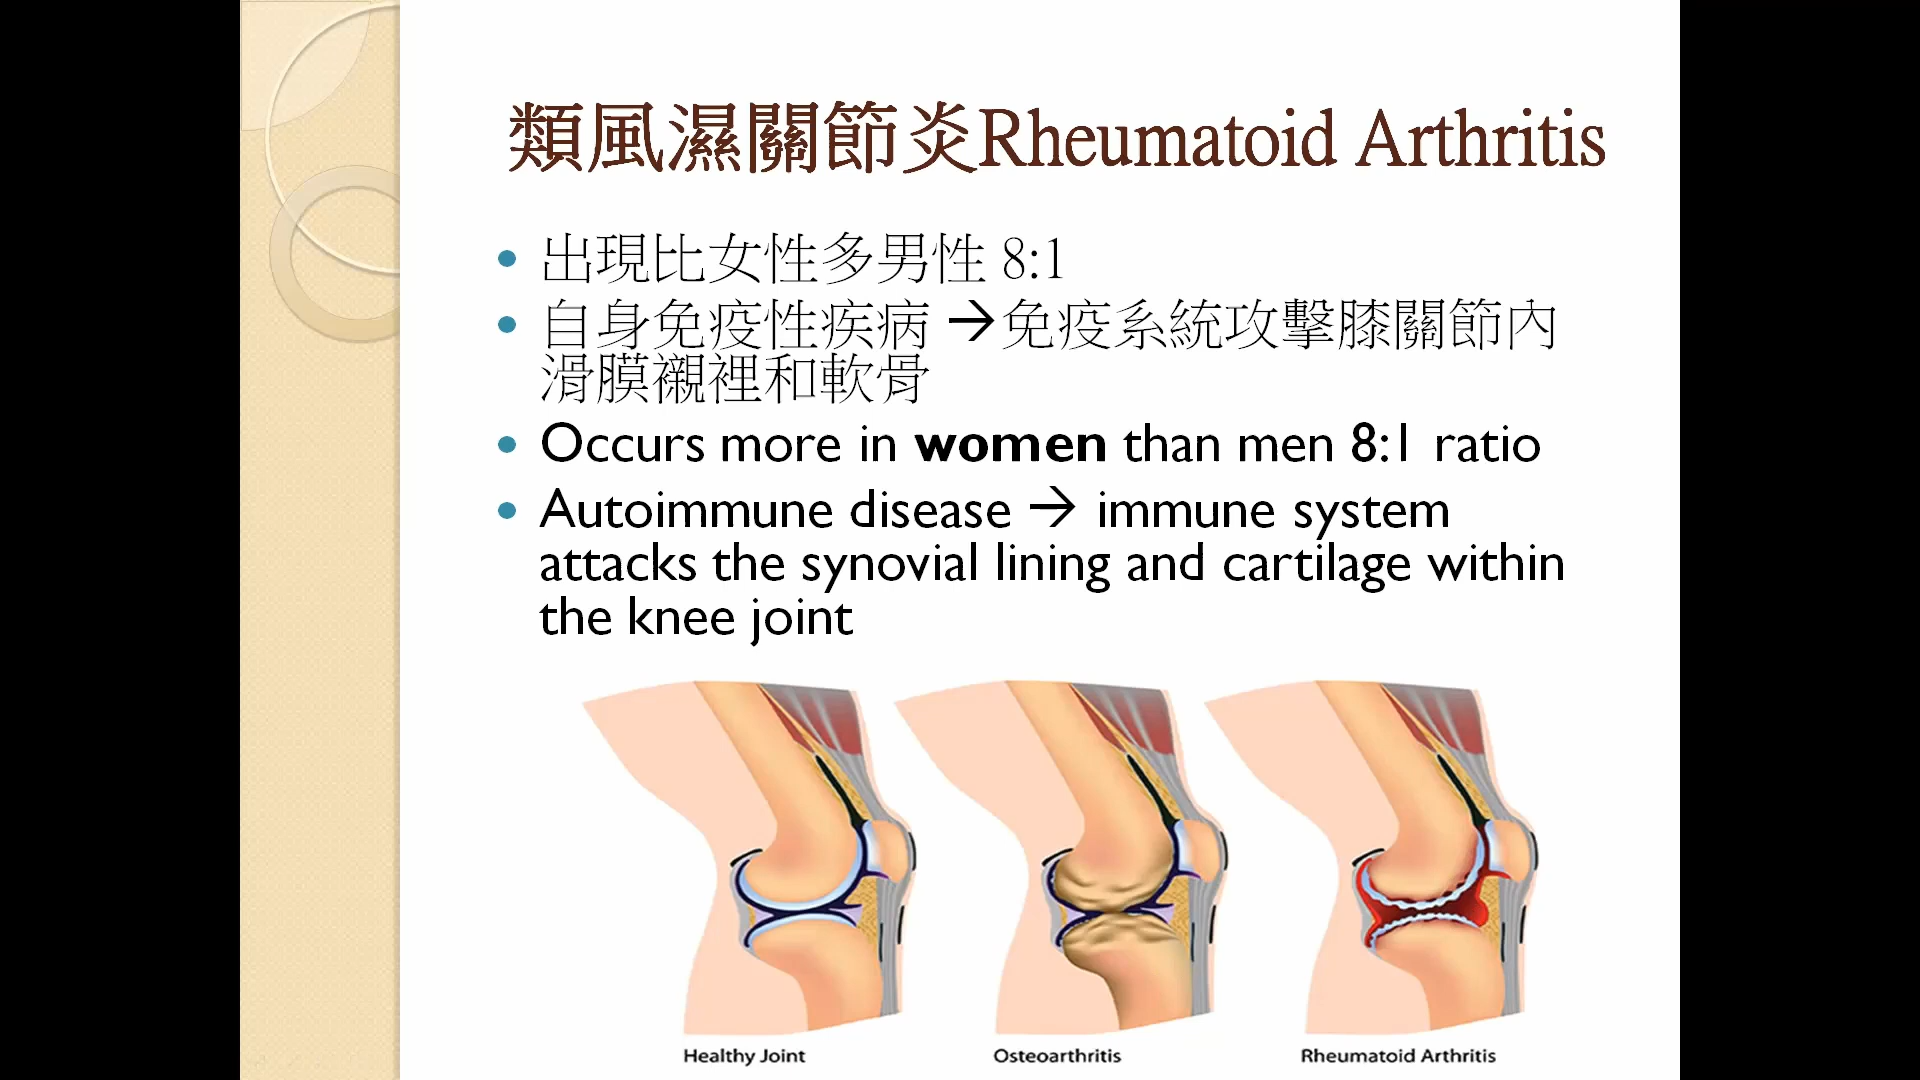 類風濕關節炎Rheumatoid Arthritis
• 出現比女性多男性 8:1
• 自身免疫性疾病 →免疫系統攻擊膝關節內
滑膜襯裡和軟骨
• Occurs more in women than men 8:1 ratio
• Autoimmune disease → immune system
attacks the synovial lining and cartilage within
the knee joint
Healthy Joint
Osteoarthritis
Rheumatoid Arthritis